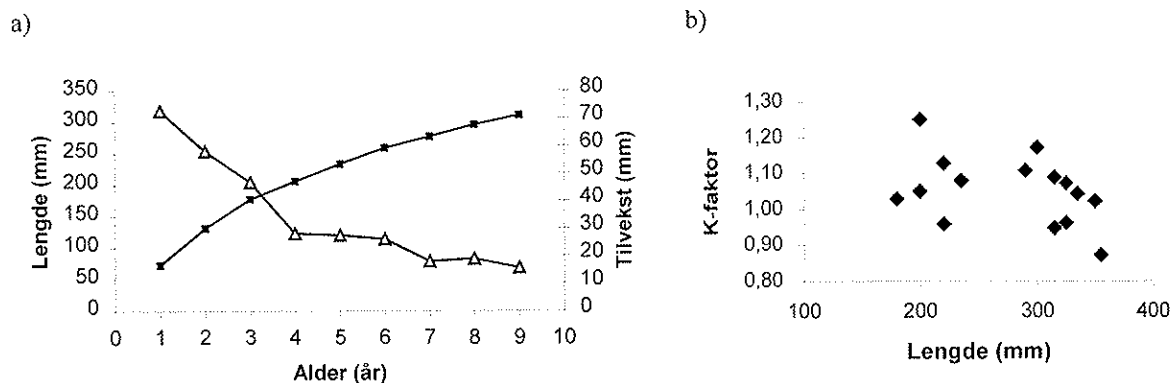 a)
Lengde (mm)
350
300
250
200
150
100
50
0
80
70
60
50
40
30
20
10
0
Tilvekst (mm)
0 1 2 3 4 5 6 7 8 9 10
Alder (år)
b)
K-faktor
1,30
1,20
1,10
1,00
0,90
0,80
100 200 300 400
Lengde (mm)